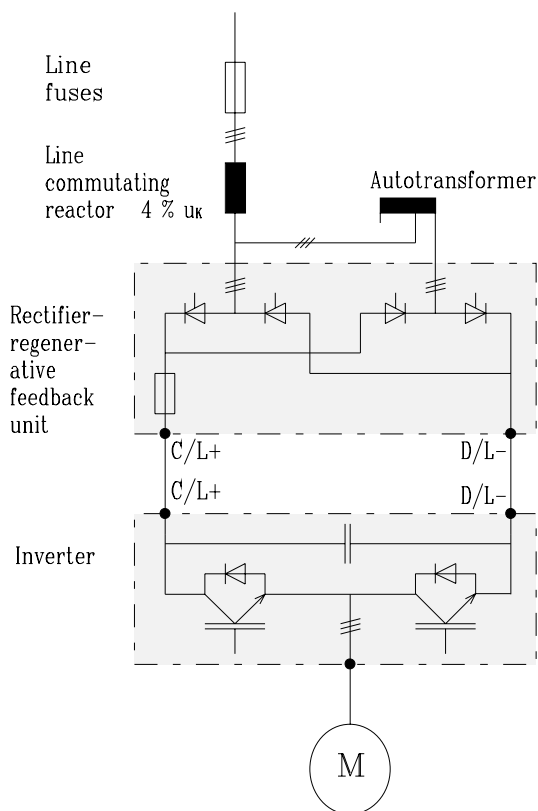 Line
fuses
Line
commutating
reactor 4 % uK
Autotransformer
Rectifier-
regener-
ative
feedback
unit
C/L+
D/L-
C/L+
D/L-
Inverter
M